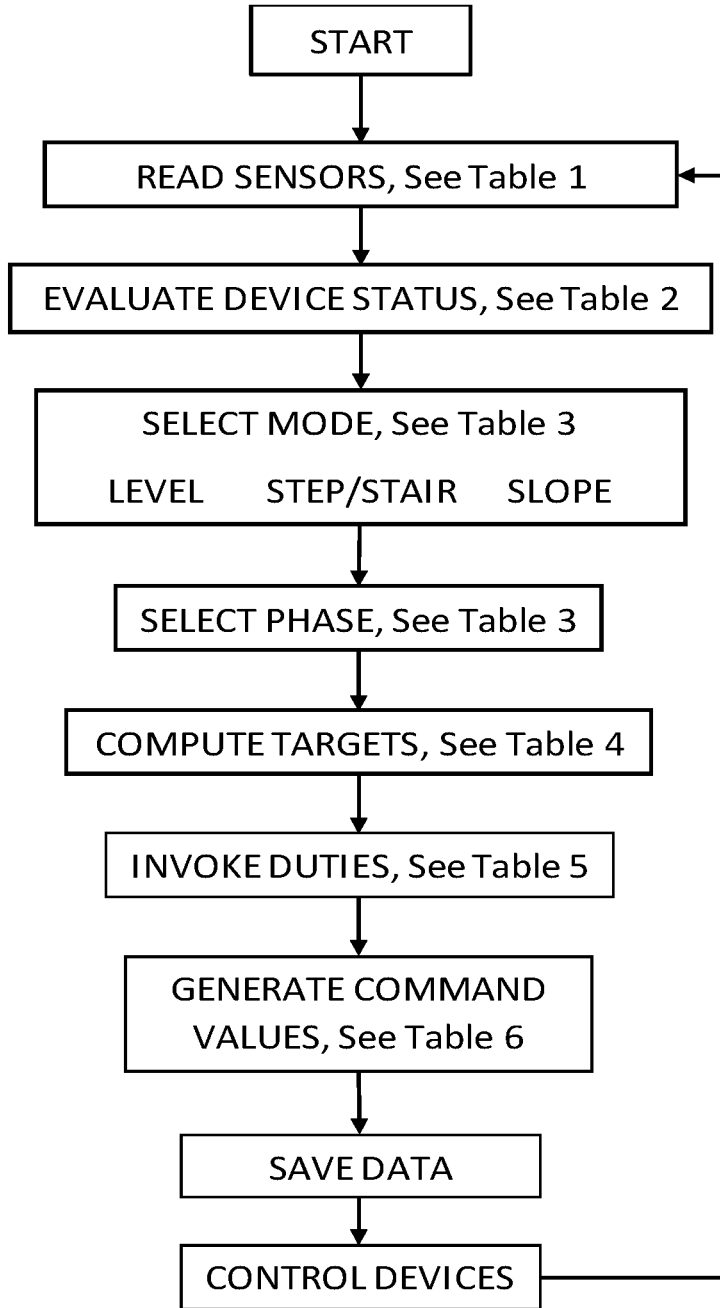 START
READ SENSORS, See Table 1
EVALUATE DEVICE STATUS, See Table 2
SELECT MODE, See Table 3
LEVEL STEP/STAIR SLOPE
SELECT PHASE, See Table 3
COMPUTE TARGETS, See Table 4
INVOKE DUTIES, See Table 5
GENERATE COMMAND
VALUES, See Table 6
SAVE DATA
CONTROL DEVICES